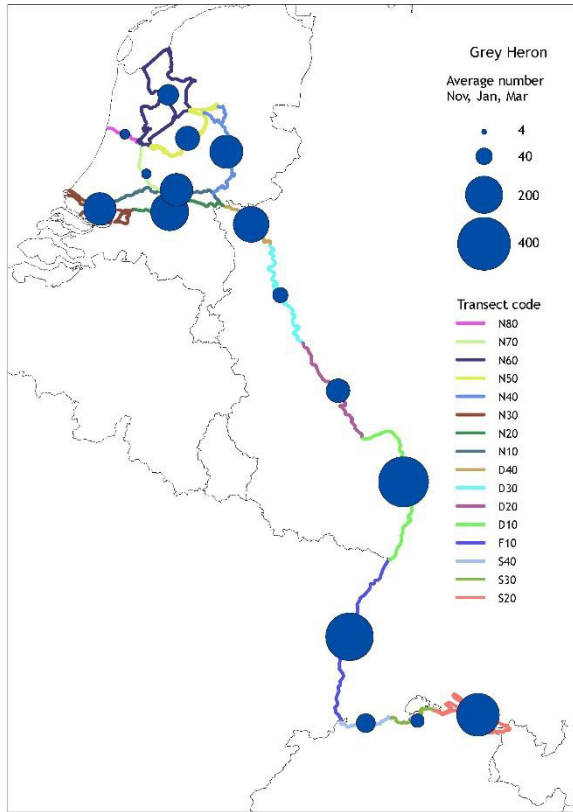 Grey Heron
Average number
Nov, Jan, Mar
4
40
200
400
Transect code
N80
N70
N60
N50
N40
N30
N20
N10
D40
D30
D20
D10
F10
S40
S30
S20